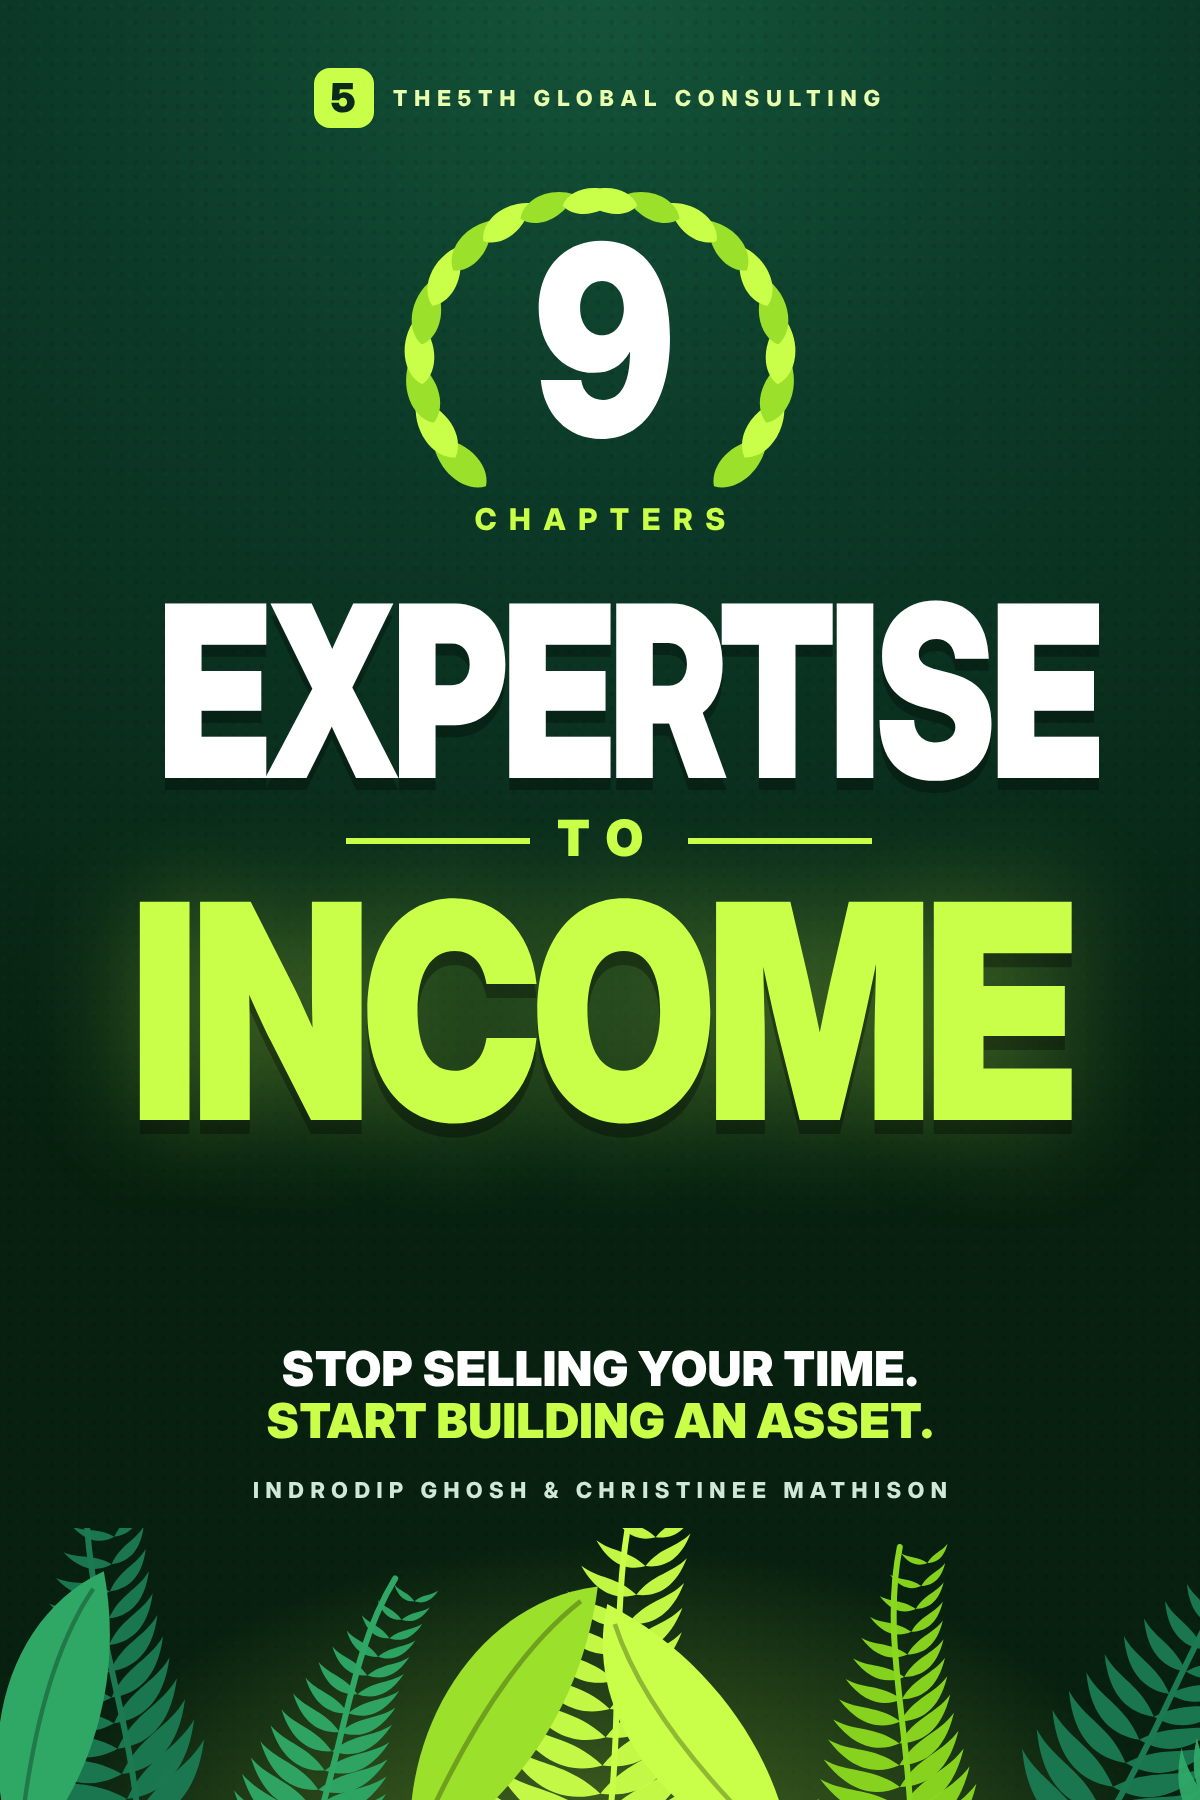 5 THE5TH GLOBAL CONSULTING
9
CHAPTERS
EXPERTISE
TO
INCOME
STOP SELLING YOUR TIME.
START BUILDING AN ASSET.
INDRODIP GHOSH & CHRISTINEE MATHISON